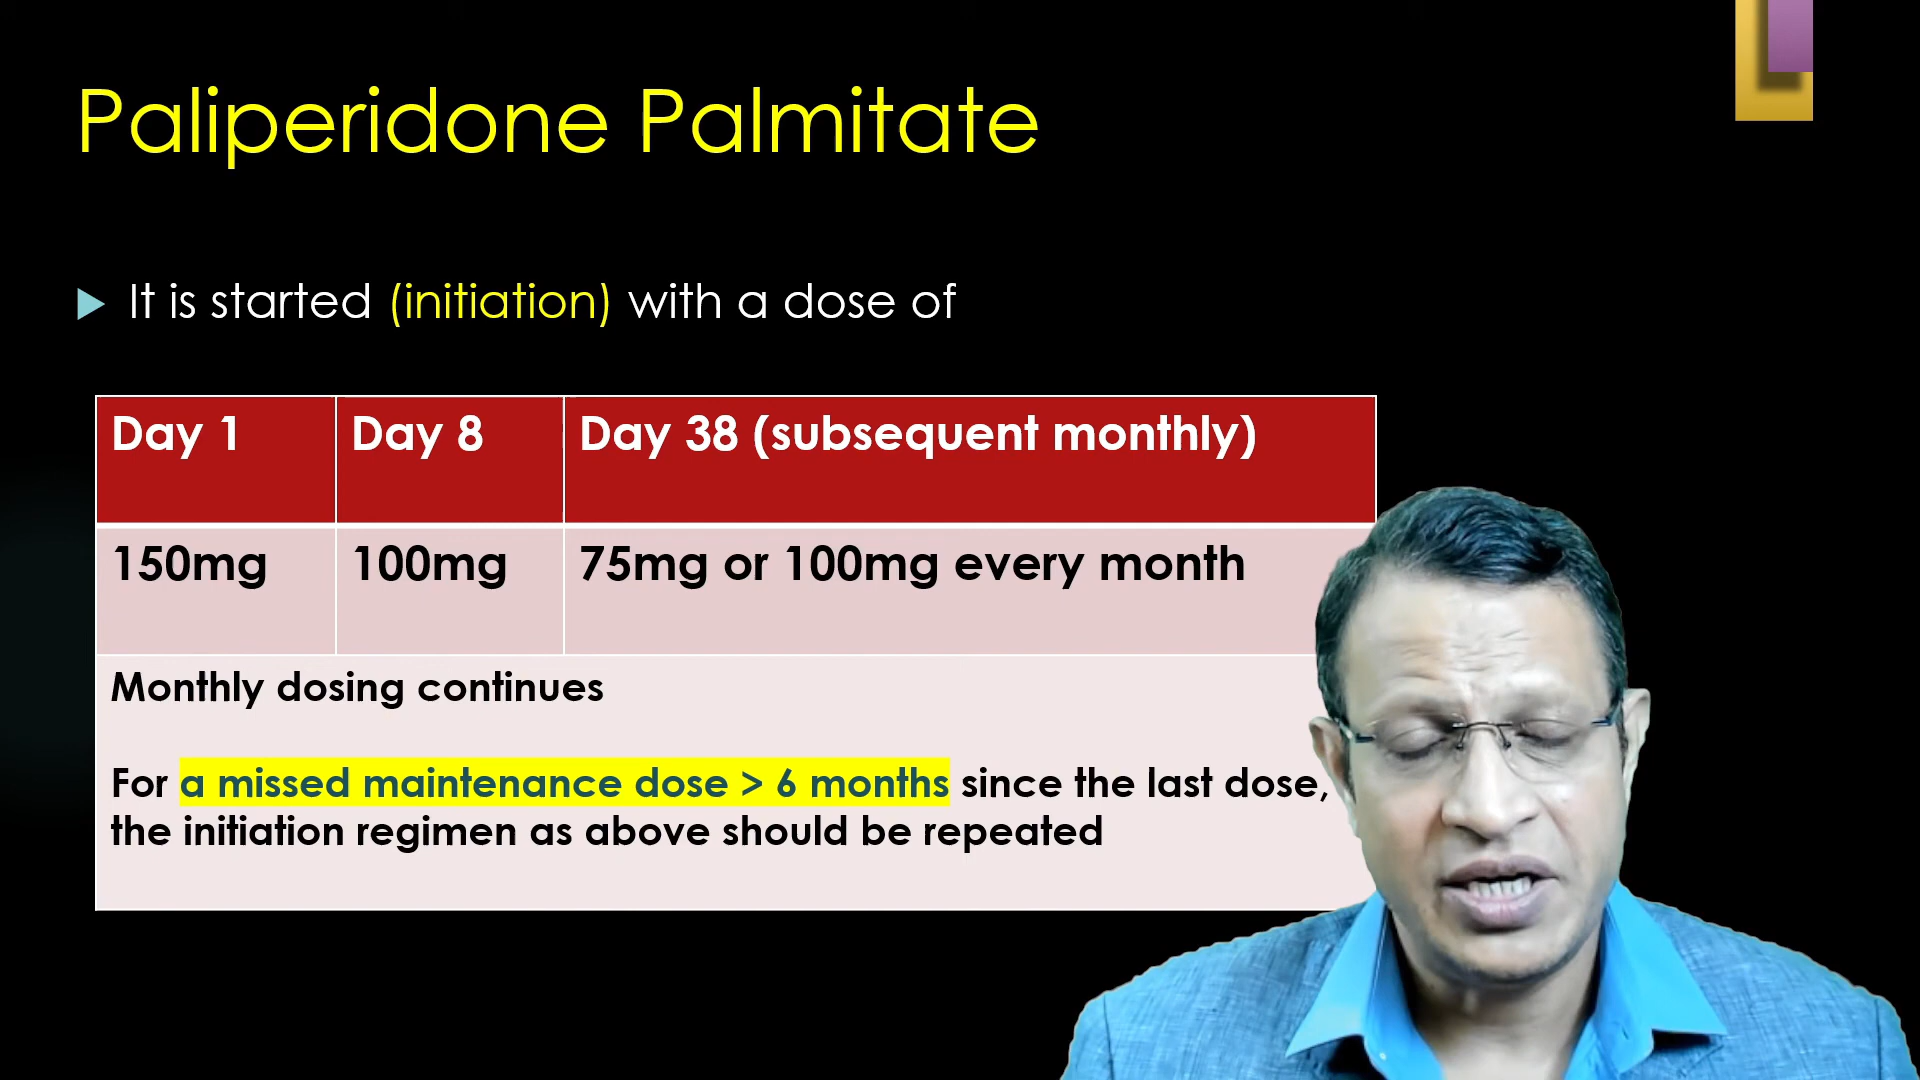 Paliperidone Palmitate
It is started (initiation) with a dose of
Day 1 Day 8 Day 38 (subsequent monthly)
150mg 100mg 75mg or 100mg every month
Monthly dosing continues
For a missed maintenance dose > 6 months since the last dose,
the initiation regimen as above should be repeated